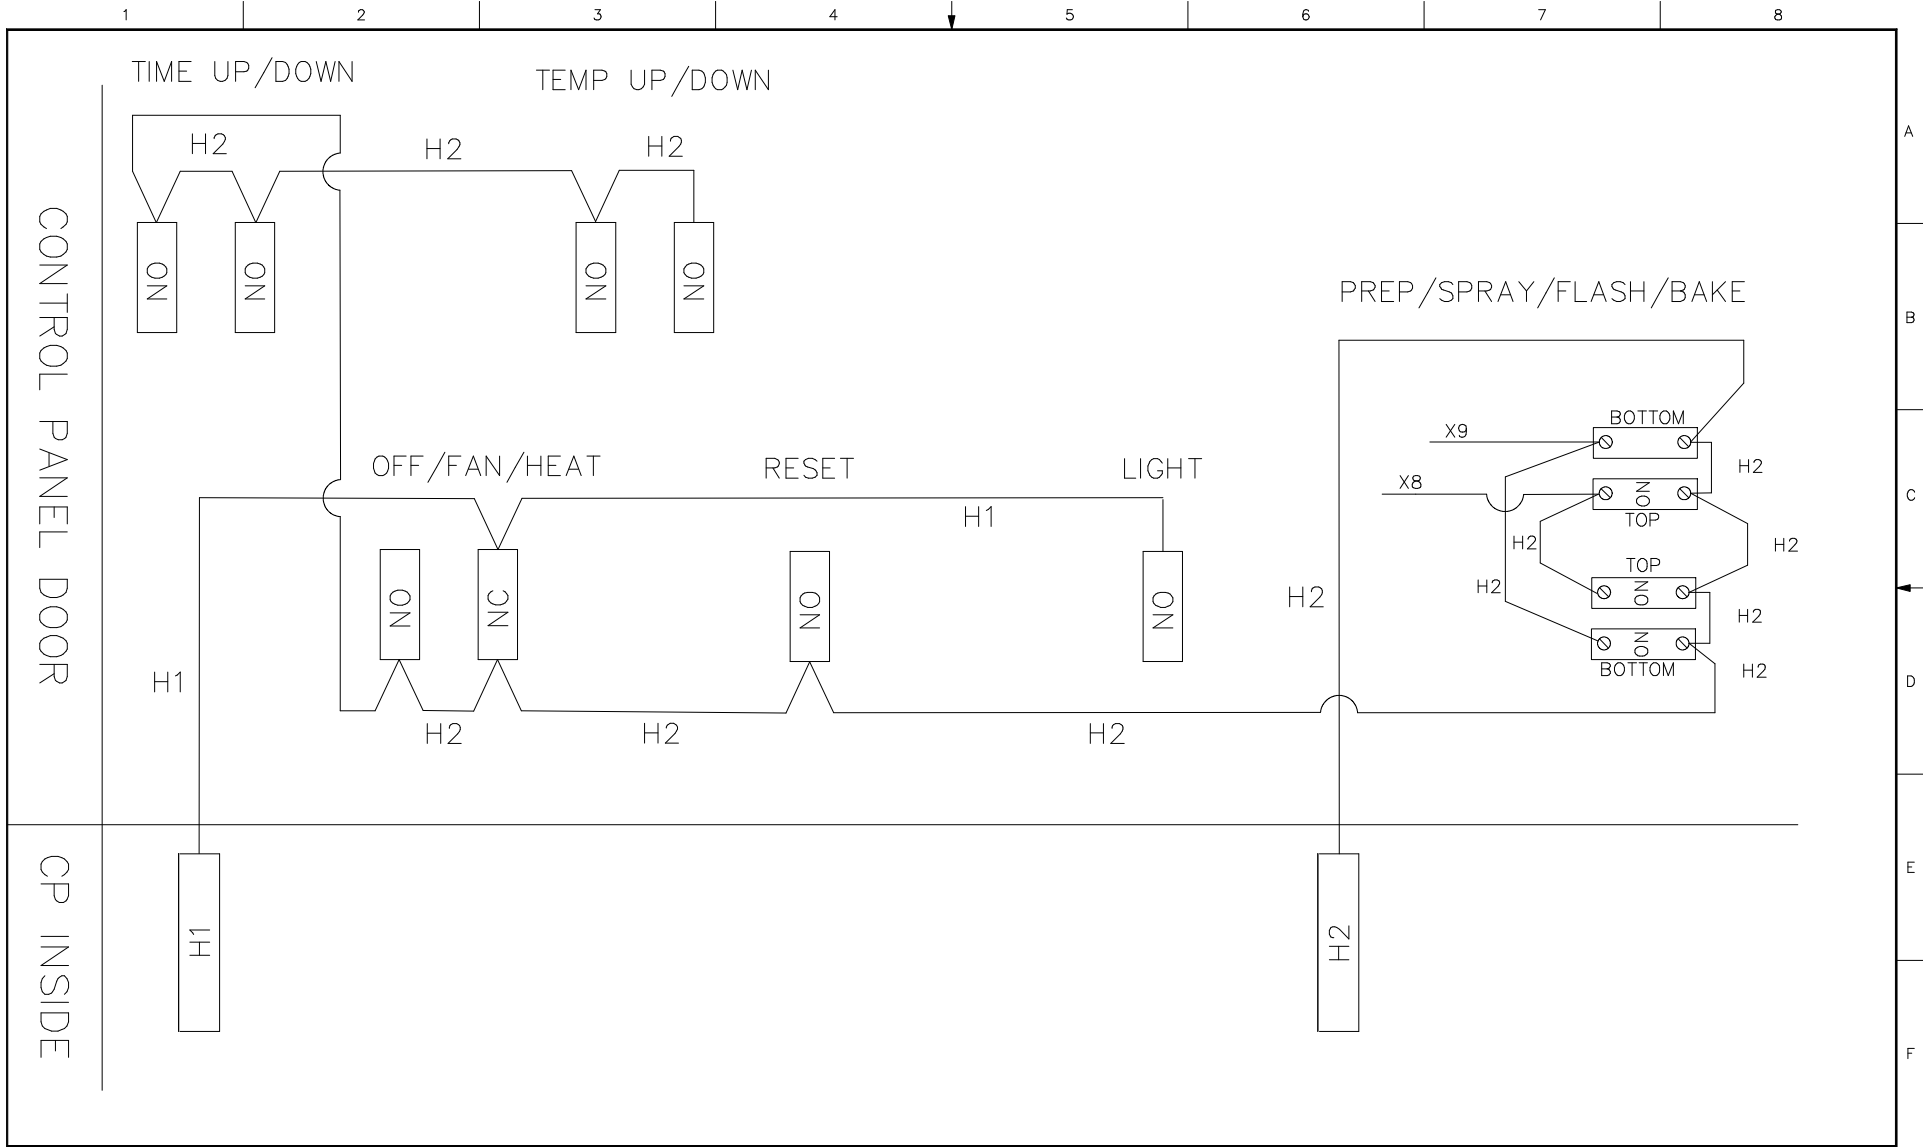 1 2 3 4 5 6 7 8
TIME UP/DOWN
TEMP UP/DOWN
A
H2
H2
H2
CONTROL PANEL DOOR
NO
NO
NO
NO
PREP/SPRAY/FLASH/BAKE
B
BOTTOM
X9
OFF/FAN/HEAT
RESET
LIGHT
H2
X8
NO
C
H1
TOP
H2
H2
TOP
NO
NC
NO
NO
H2
H2
NO
H2
NO
BOTTOM
H2
H1
D
H2
H2
H2
CP INSIDE
E
H1
H2
F